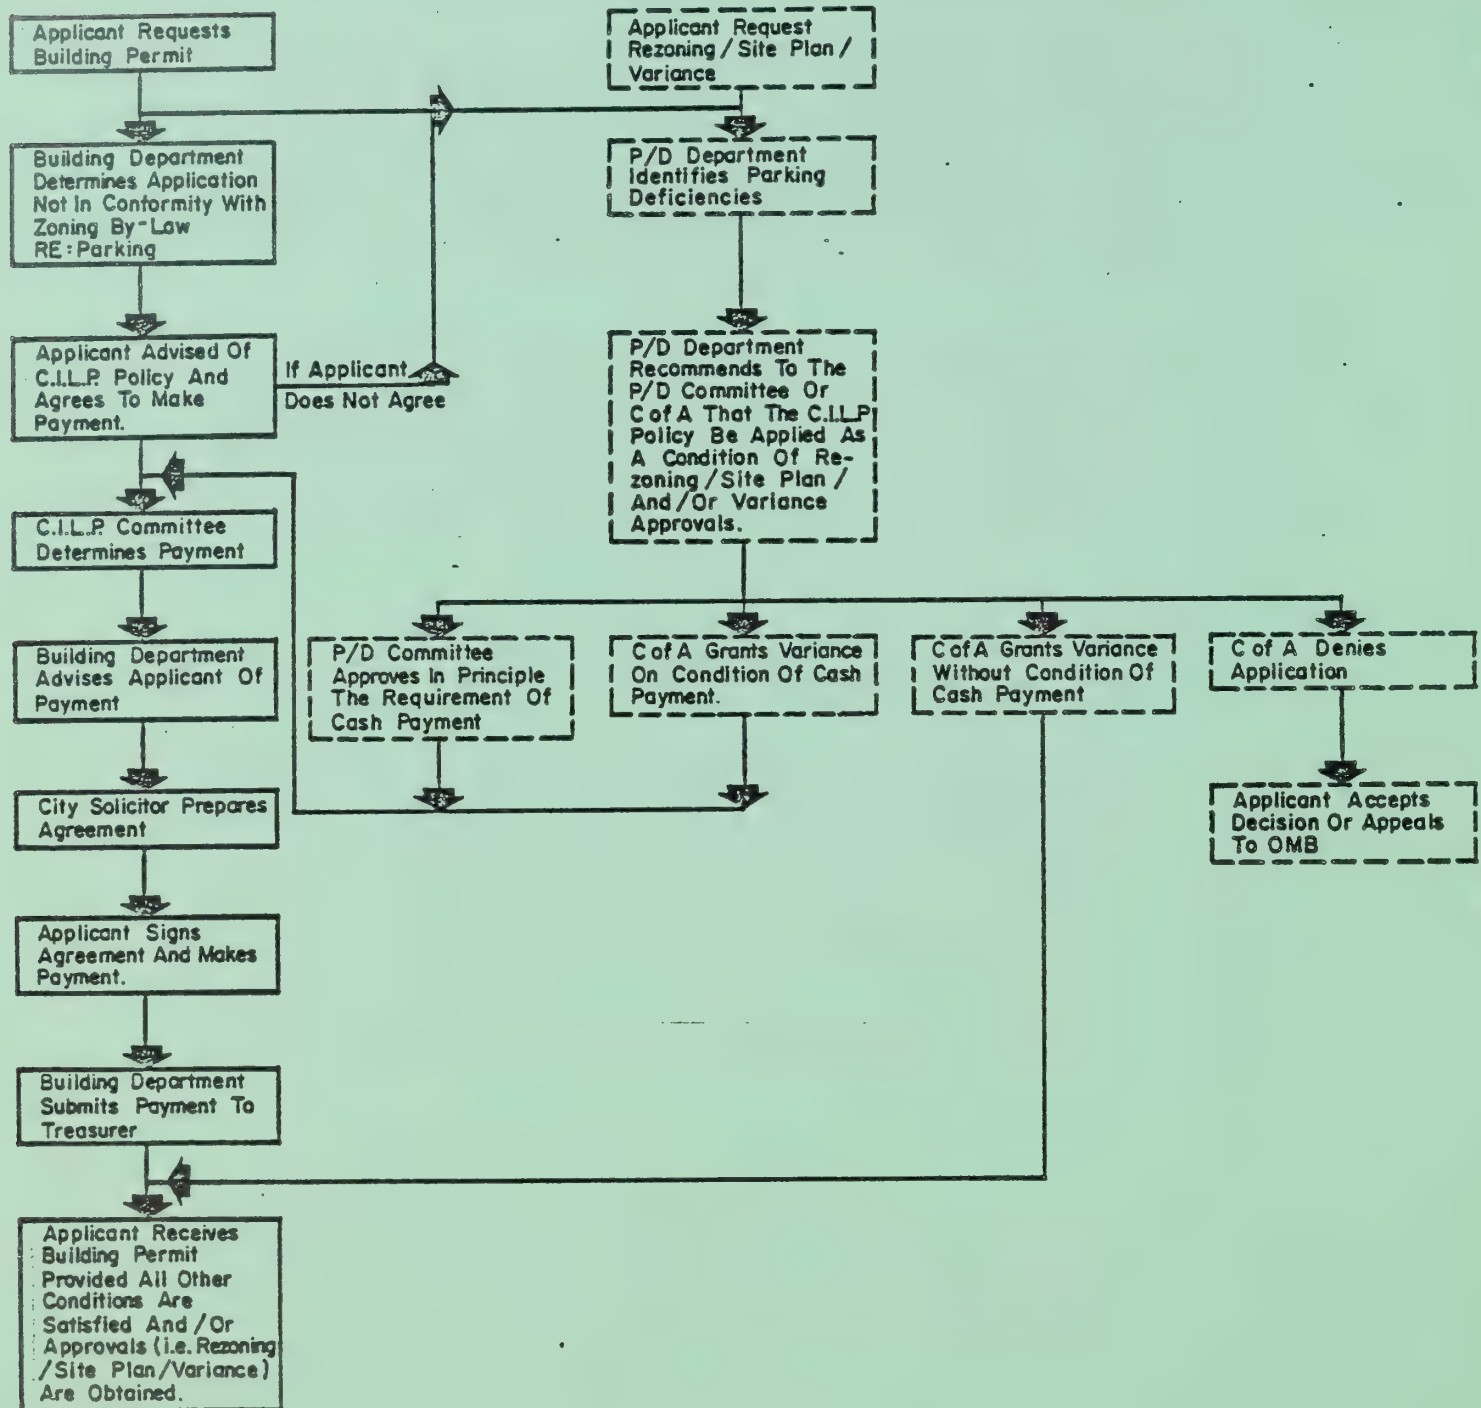 Applicant Requests
Building Permit
Building Department
Determines Application
Not In Conformity With
Zoning By-Law
RE: Parking
Applicant Advised Of
C.I.L.P. Policy And
Agrees To Make
Payment.
If Applicant
Does Not Agree
C.I.L.P. Committee
Determines Payment
Building Department
Advises Applicant Of
Payment
City Solicitor Prepares
Agreement
Applicant Signs
Agreement And Makes
Payment.
Building Department
Submits Payment To
Treasurer
Applicant Receives
Building Permit
Provided All Other
Conditions Are
Satisfied And/Or
Approvals (i.e. Rezoning
/Site Plan/Variance)
Are Obtained.
Applicant Request
Rezoning/Site Plan/
Variance
P/D Department
Identifies Parking
Deficiencies
P/D Department
Recommends To The
P/D Committee Or
C of A That The C.I.L.P
Policy Be Applied As
A Condition Of Re-
zoning/Site Plan/
And/Or Variance
Approvals.
P/D Committee
Approves In Principle
The Requirement Of
Cash Payment
C of A Grants Variance
On Condition Of Cash
Payment.
C of A Grants Variance
Without Condition Of
Cash Payment
C of A Denies
Application
Applicant Accepts
Decision Or Appeals
To OMB